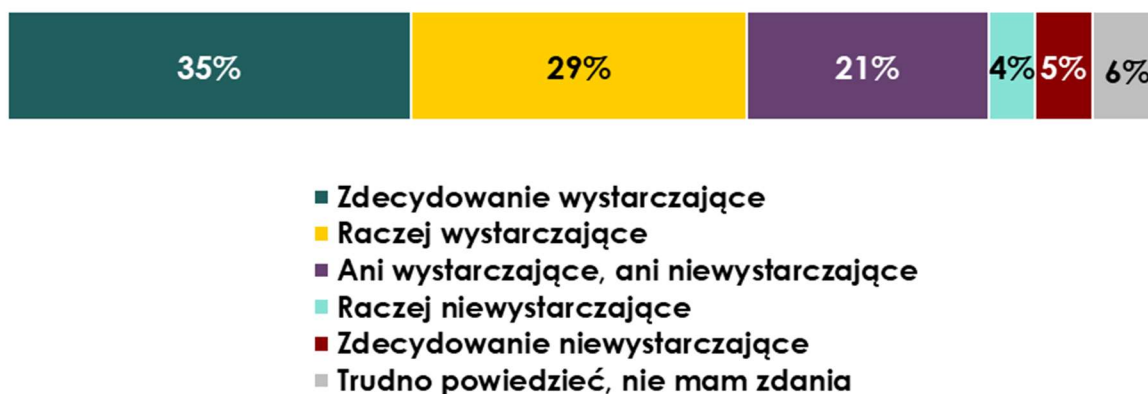 35% 29% 21% 4% 5% 6%
Zdecydowanie wystarczające
Raczej wystarczające
Ani wystarczające, ani niewystarczające
Raczej niewystarczające
Zdecydowanie niewystarczające
Trudno powiedzieć, nie mam zdania